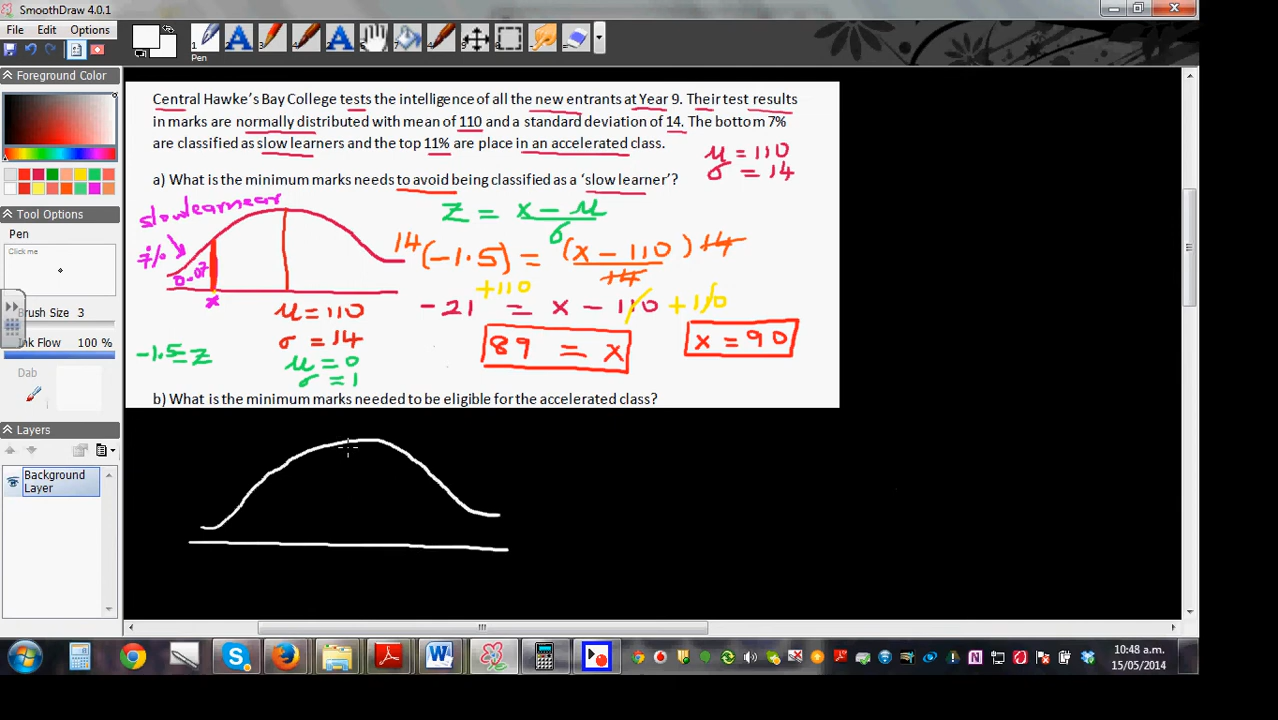 SmoothDraw 4.0.1
File Edit Options
Pen
Foreground Color
Tool Options
Pen
Click me
Brush Size 3
Ink Flow 100 %
Dab
Layers
Background
Layer
Central Hawke's Bay College tests the intelligence of all the new entrants at Year 9. Their test results
in marks are normally distributed with mean of 110 and a standard deviation of 14. The bottom 7%
are classified as slow learners and the top 11% are place in an accelerated class.
μ = 110
σ = 14
a) What is the minimum marks needs to avoid being classified as a 'slow learner'?
slow learnear
7%
0.07
x
μ = 110
σ = 14
μ = 0
σ = 1
-1.5 = z
z = x - μ
σ
14 (-1.5) = (x - 110) 14
14
+110
-21 = x - 110 + 110
89 = x
x = 90
b) What is the minimum marks needed to be eligible for the accelerated class?
10:48 a.m.
15/05/2014